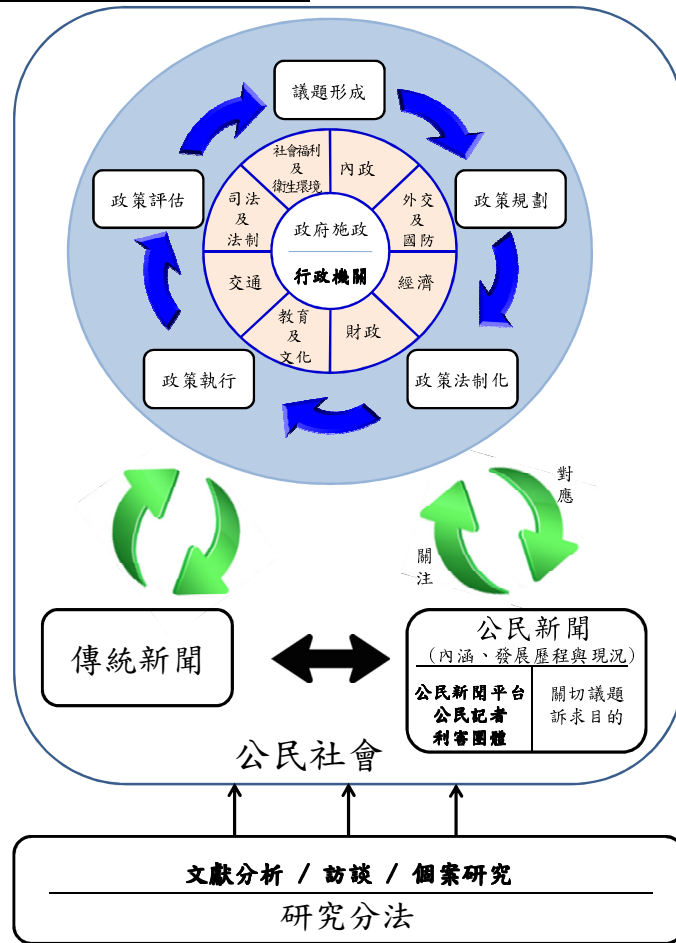 議題形成
政策規劃
政策法制化
政策執行
政策評估
社會福利
及
衛生環境
內政
外交
及
國防
經濟
財政
教育
及
文化
交通
司法
及
法制
政府施政
行政機關
對
應
關
注
傳統新聞
公民新聞
(內涵、發展歷程與現況)
公民新聞平台
公民記者
利害團體
關切議題
訴求目的
公民社會
文獻分析 / 訪談 / 個案研究
研究分法